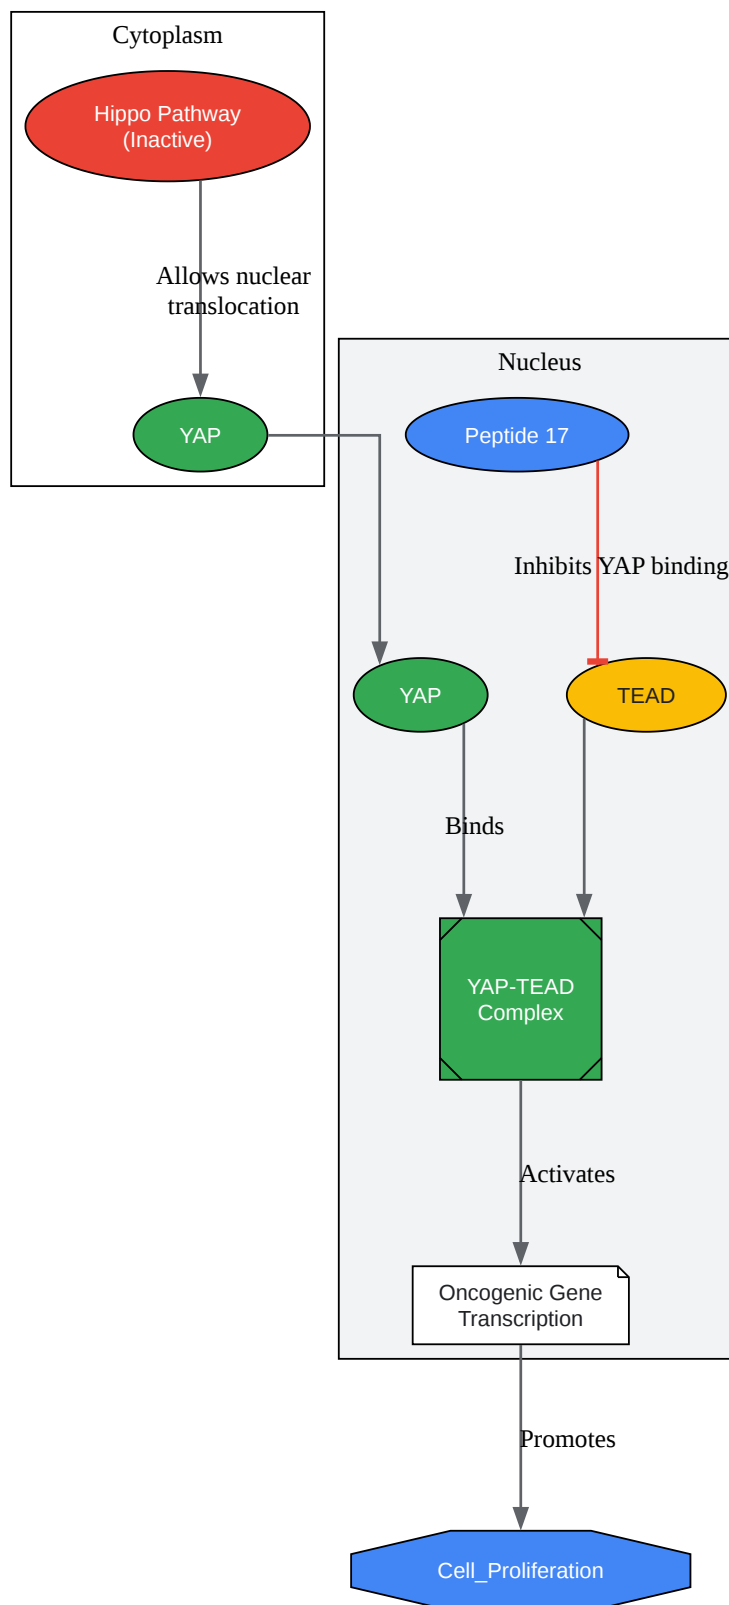 Cytoplasm
Hippo Pathway
(Inactive)
Allows nuclear
translocation
Nucleus
YAP
Peptide 17
Inhibits YAP binding
YAP
TEAD
Binds
YAP-TEAD
Complex
Activates
Oncogenic Gene
Transcription
Promotes
Cell_Proliferation